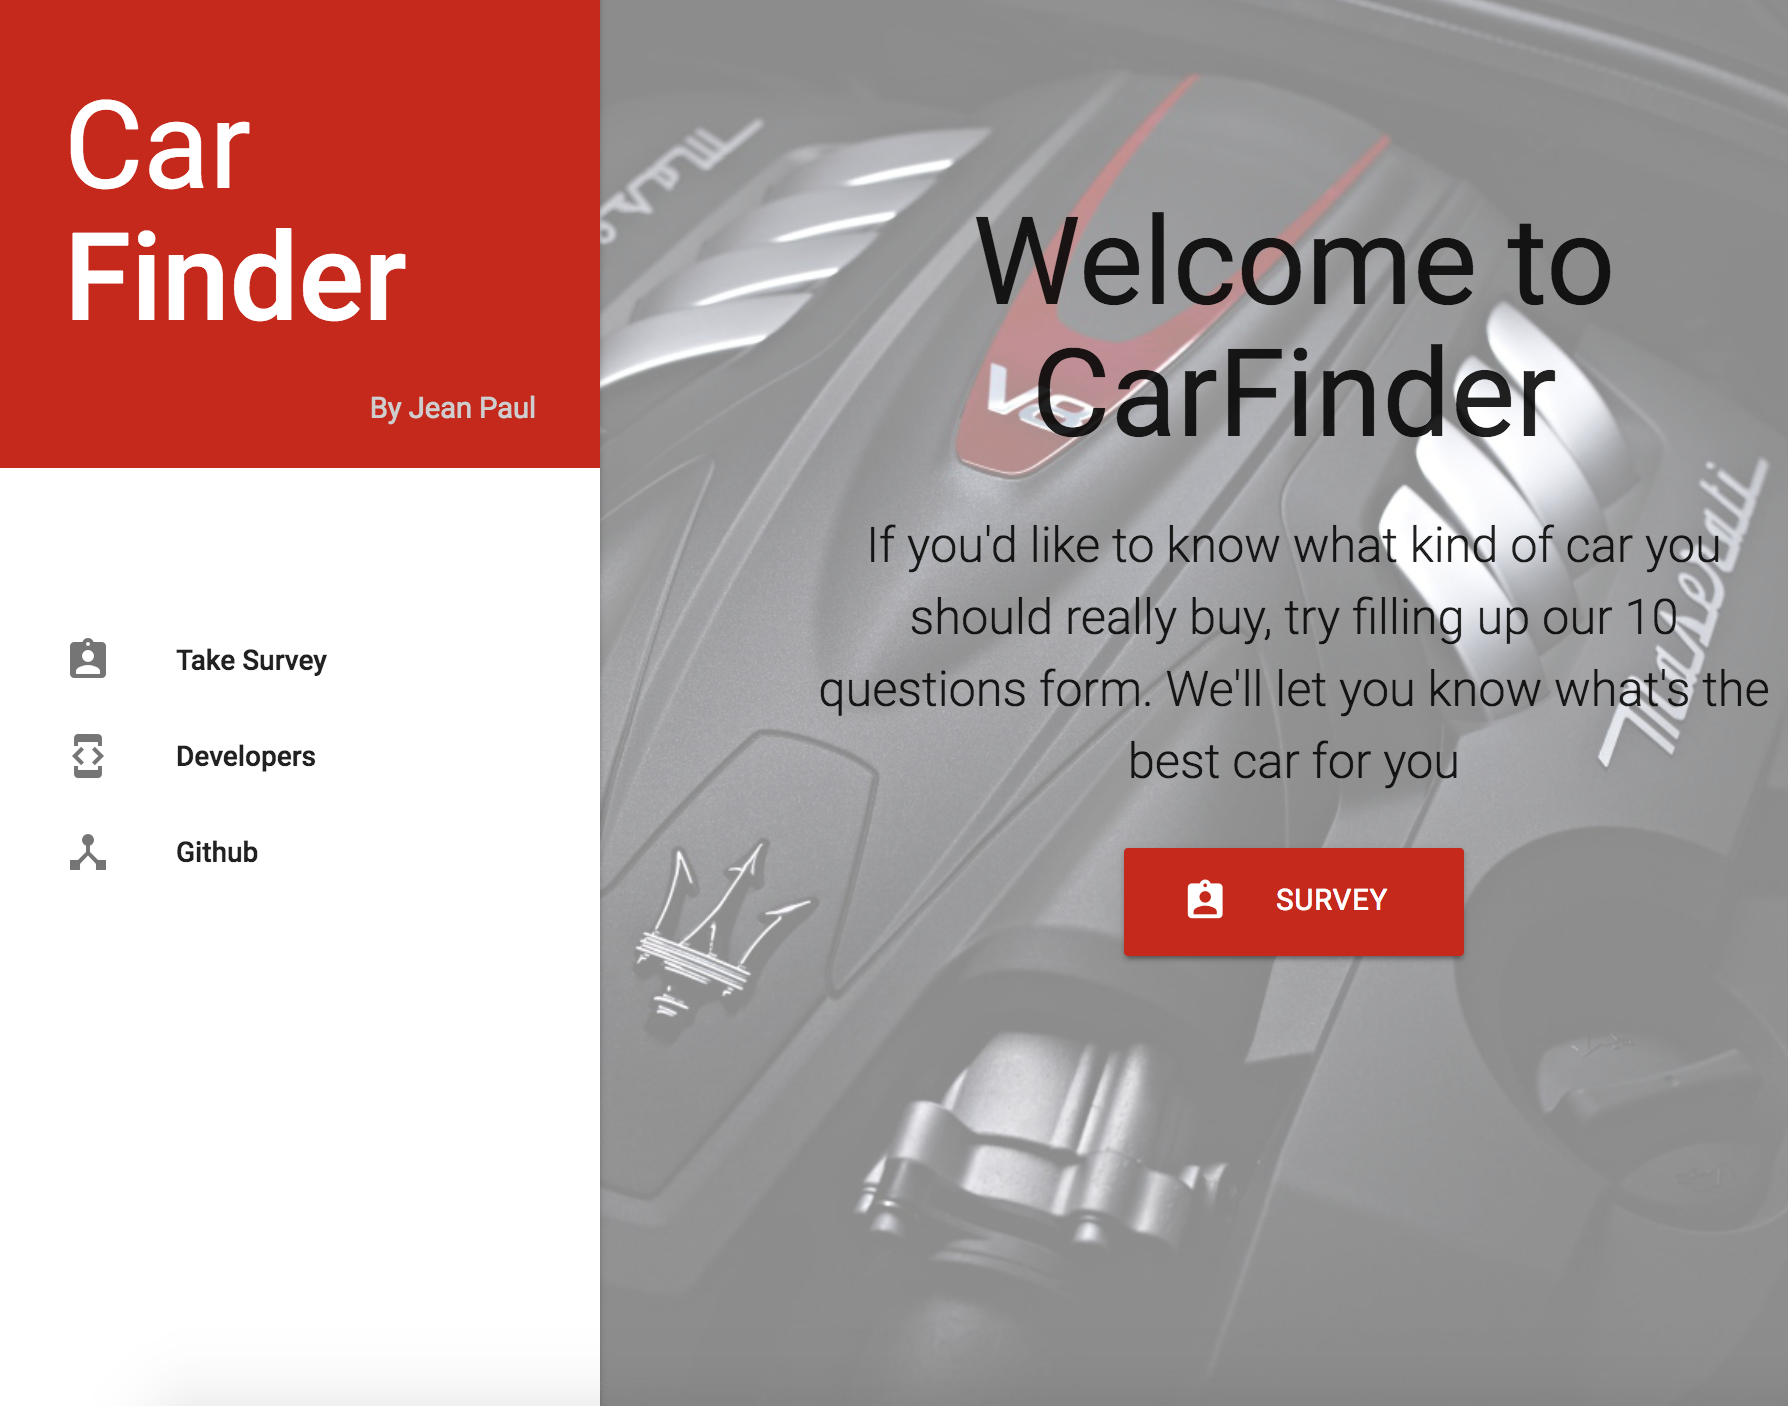 Car
Finder
By Jean Paul
Take Survey
Developers
Github
Welcome to
CarFinder
If you'd like to know what kind of car you
should really buy, try filling up our 10
questions form. We'll let you know what's the
best car for you
SURVEY
V8
Maserati